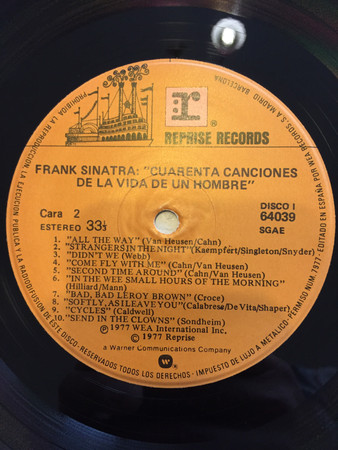 r
REPRISE RECORDS
FRANK SINATRA: "CUARENTA CANCIONES
DE LA VIDA DE UN HOMBRE"
Cara 2
DISCO I
64039
ESTEREO 33⅓
SGAE
1. "ALL THE WAY" (Van Heusen/Cahn)
2. "STRANGERS IN THE NIGHT" (Kaempfert/Singleton/Snyder)
3. "DIDN'T WE (Webb)
4. "COME FLY WITH ME" (Cahn/Van Heusen)
5. "SECOND TIME AROUND" (Cahn/Van Heusen)
6. "IN THE WEE SMALL HOURS OF THE MORNING"
(Hilliard/Mann)
7. "BAD, BAD LEROY BROWN" (Croce)
8. "SOFTLY, AS I LEAVE YOU" (Calabrese/De Vita/Shaper)
9. "CYCLES" (Caldwell)
10. "SEND IN THE CLOWNS" (Sondheim)
℗ 1977 WEA International Inc.
© 1977 Reprise
a Warner Communications Company
W
PROHIBIDA LA REPRODUCCION, LA EJECUCION PUBLICA Y LA RADIODIFUSION DE ESTE DISCO - RESERVADOS TODOS LOS DERECHOS - IMPUESTO DE LUJO A METALICO - PERMISO NUM. 7977 - EDITADO EN ESPAÑA POR WEA RECORDS, S.A. MADRID - BARCELONA